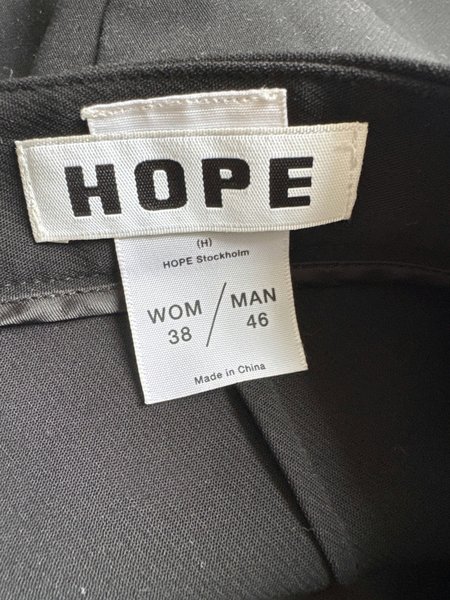 HOPE
(H)
HOPE Stockholm
WOM / MAN
38 46
Made in China